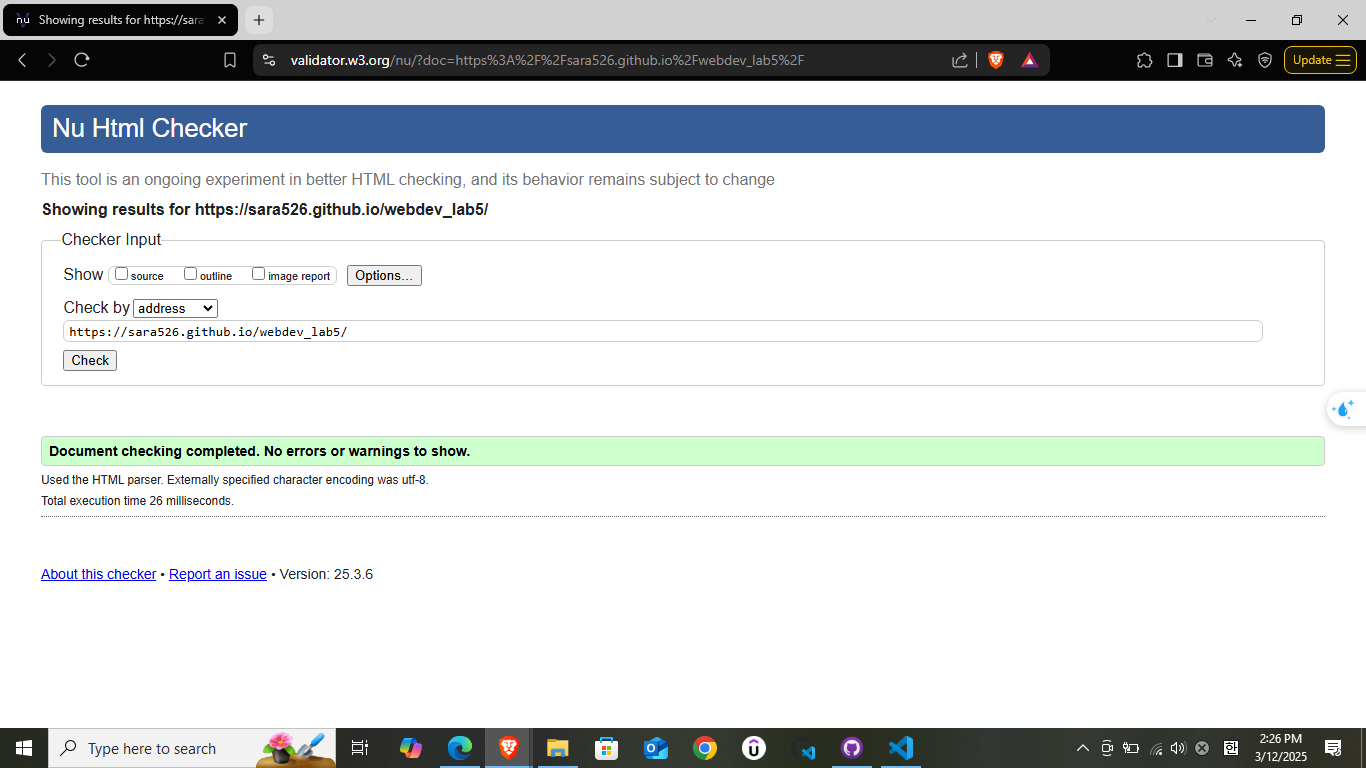 nu Showing results for https://sara
validator.w3.org/nu/?doc=https%3A%2F%2Fsara526.github.io%2Fwebdev_lab5%2F
Update
Nu Html Checker
This tool is an ongoing experiment in better HTML checking, and its behavior remains subject to change
Showing results for https://sara526.github.io/webdev_lab5/
Checker Input
Show source outline image report Options...
Check by address
https://sara526.github.io/webdev_lab5/
Check
Document checking completed. No errors or warnings to show.
Used the HTML parser. Externally specified character encoding was utf-8.
Total execution time 26 milliseconds.
About this checker • Report an issue • Version: 25.3.6
Type here to search
2:26 PM
3/12/2025